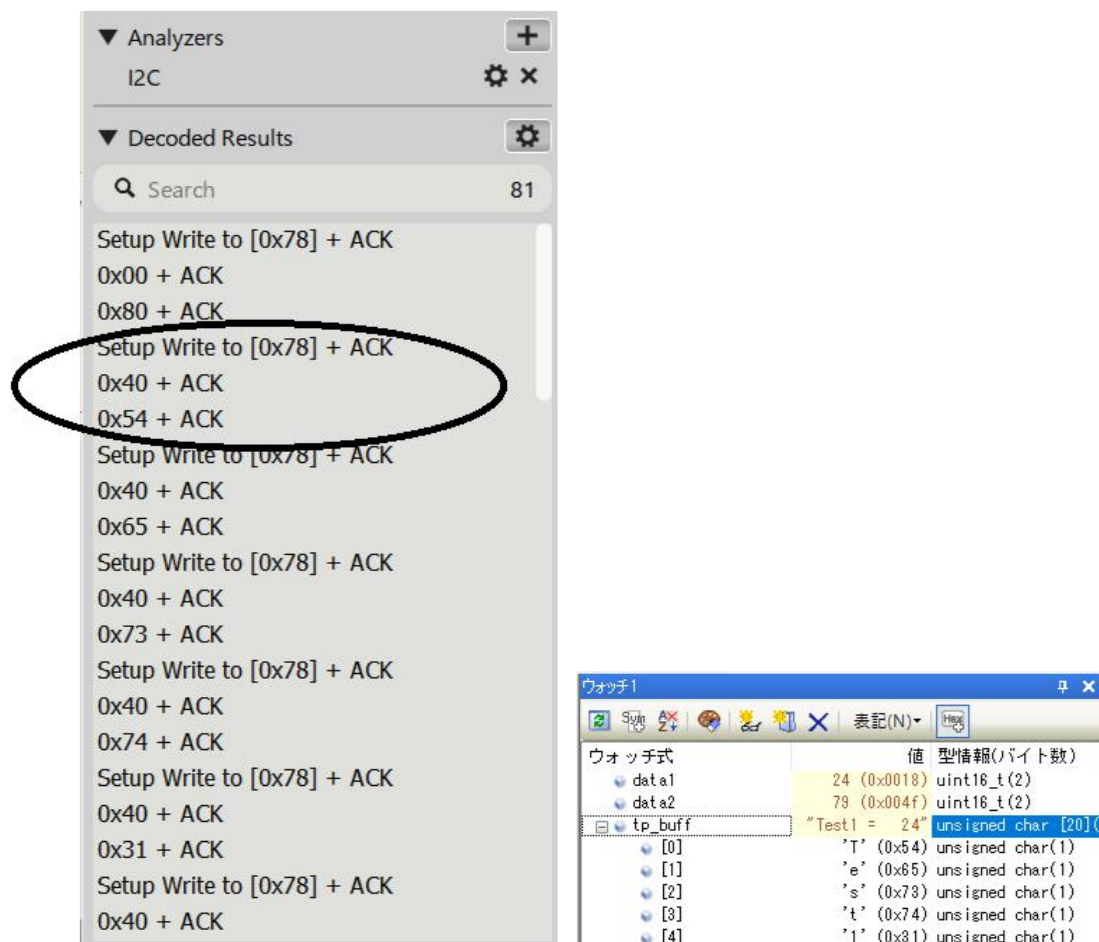 Analyzers
I2C
Decoded Results
Search 81
Setup Write to [0x78] + ACK
0x00 + ACK
0x80 + ACK
Setup Write to [0x78] + ACK
0x40 + ACK
0x54 + ACK
Setup Write to [0x78] + ACK
0x40 + ACK
0x65 + ACK
Setup Write to [0x78] + ACK
0x40 + ACK
0x73 + ACK
Setup Write to [0x78] + ACK
0x40 + ACK
0x74 + ACK
Setup Write to [0x78] + ACK
0x40 + ACK
0x31 + ACK
Setup Write to [0x78] + ACK
0x40 + ACK
ウォッチ1
Sym 表記(N) Hex
ウォッチ式 値 型情報(バイト数)
data1 24 (0x0018) uint16_t(2)
data2 79 (0x004f) uint16_t(2)
tp_buff "Test1 =   24" unsigned char [20](
[0] 'T' (0x54) unsigned char(1)
[1] 'e' (0x65) unsigned char(1)
[2] 's' (0x73) unsigned char(1)
[3] 't' (0x74) unsigned char(1)
[4] '1' (0x31) unsigned char(1)